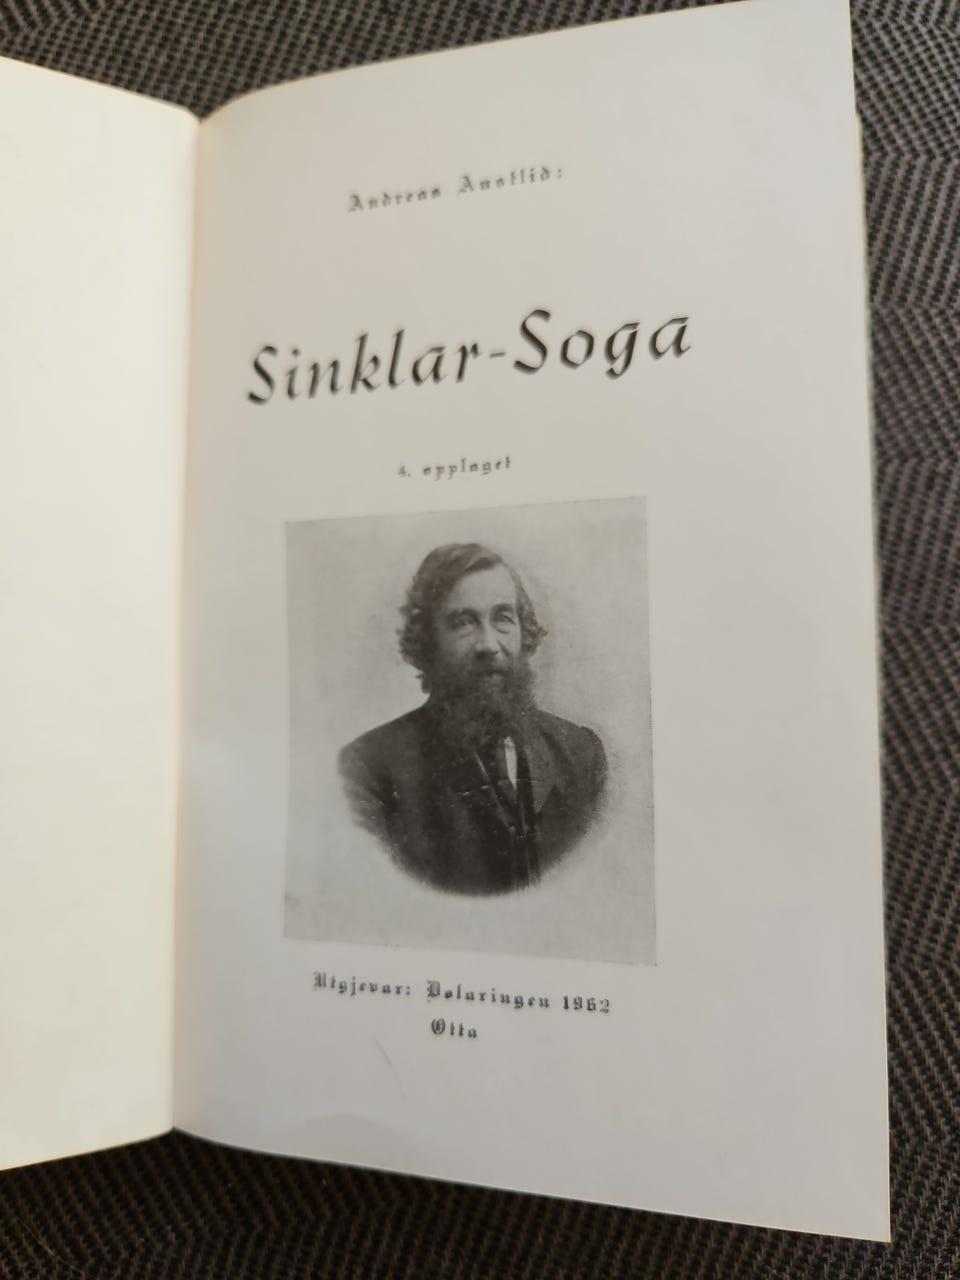 Andreas Austlid:
Sinklar-Soga
4. opplaget
Utgjevar: Dølaringen 1962
Otta